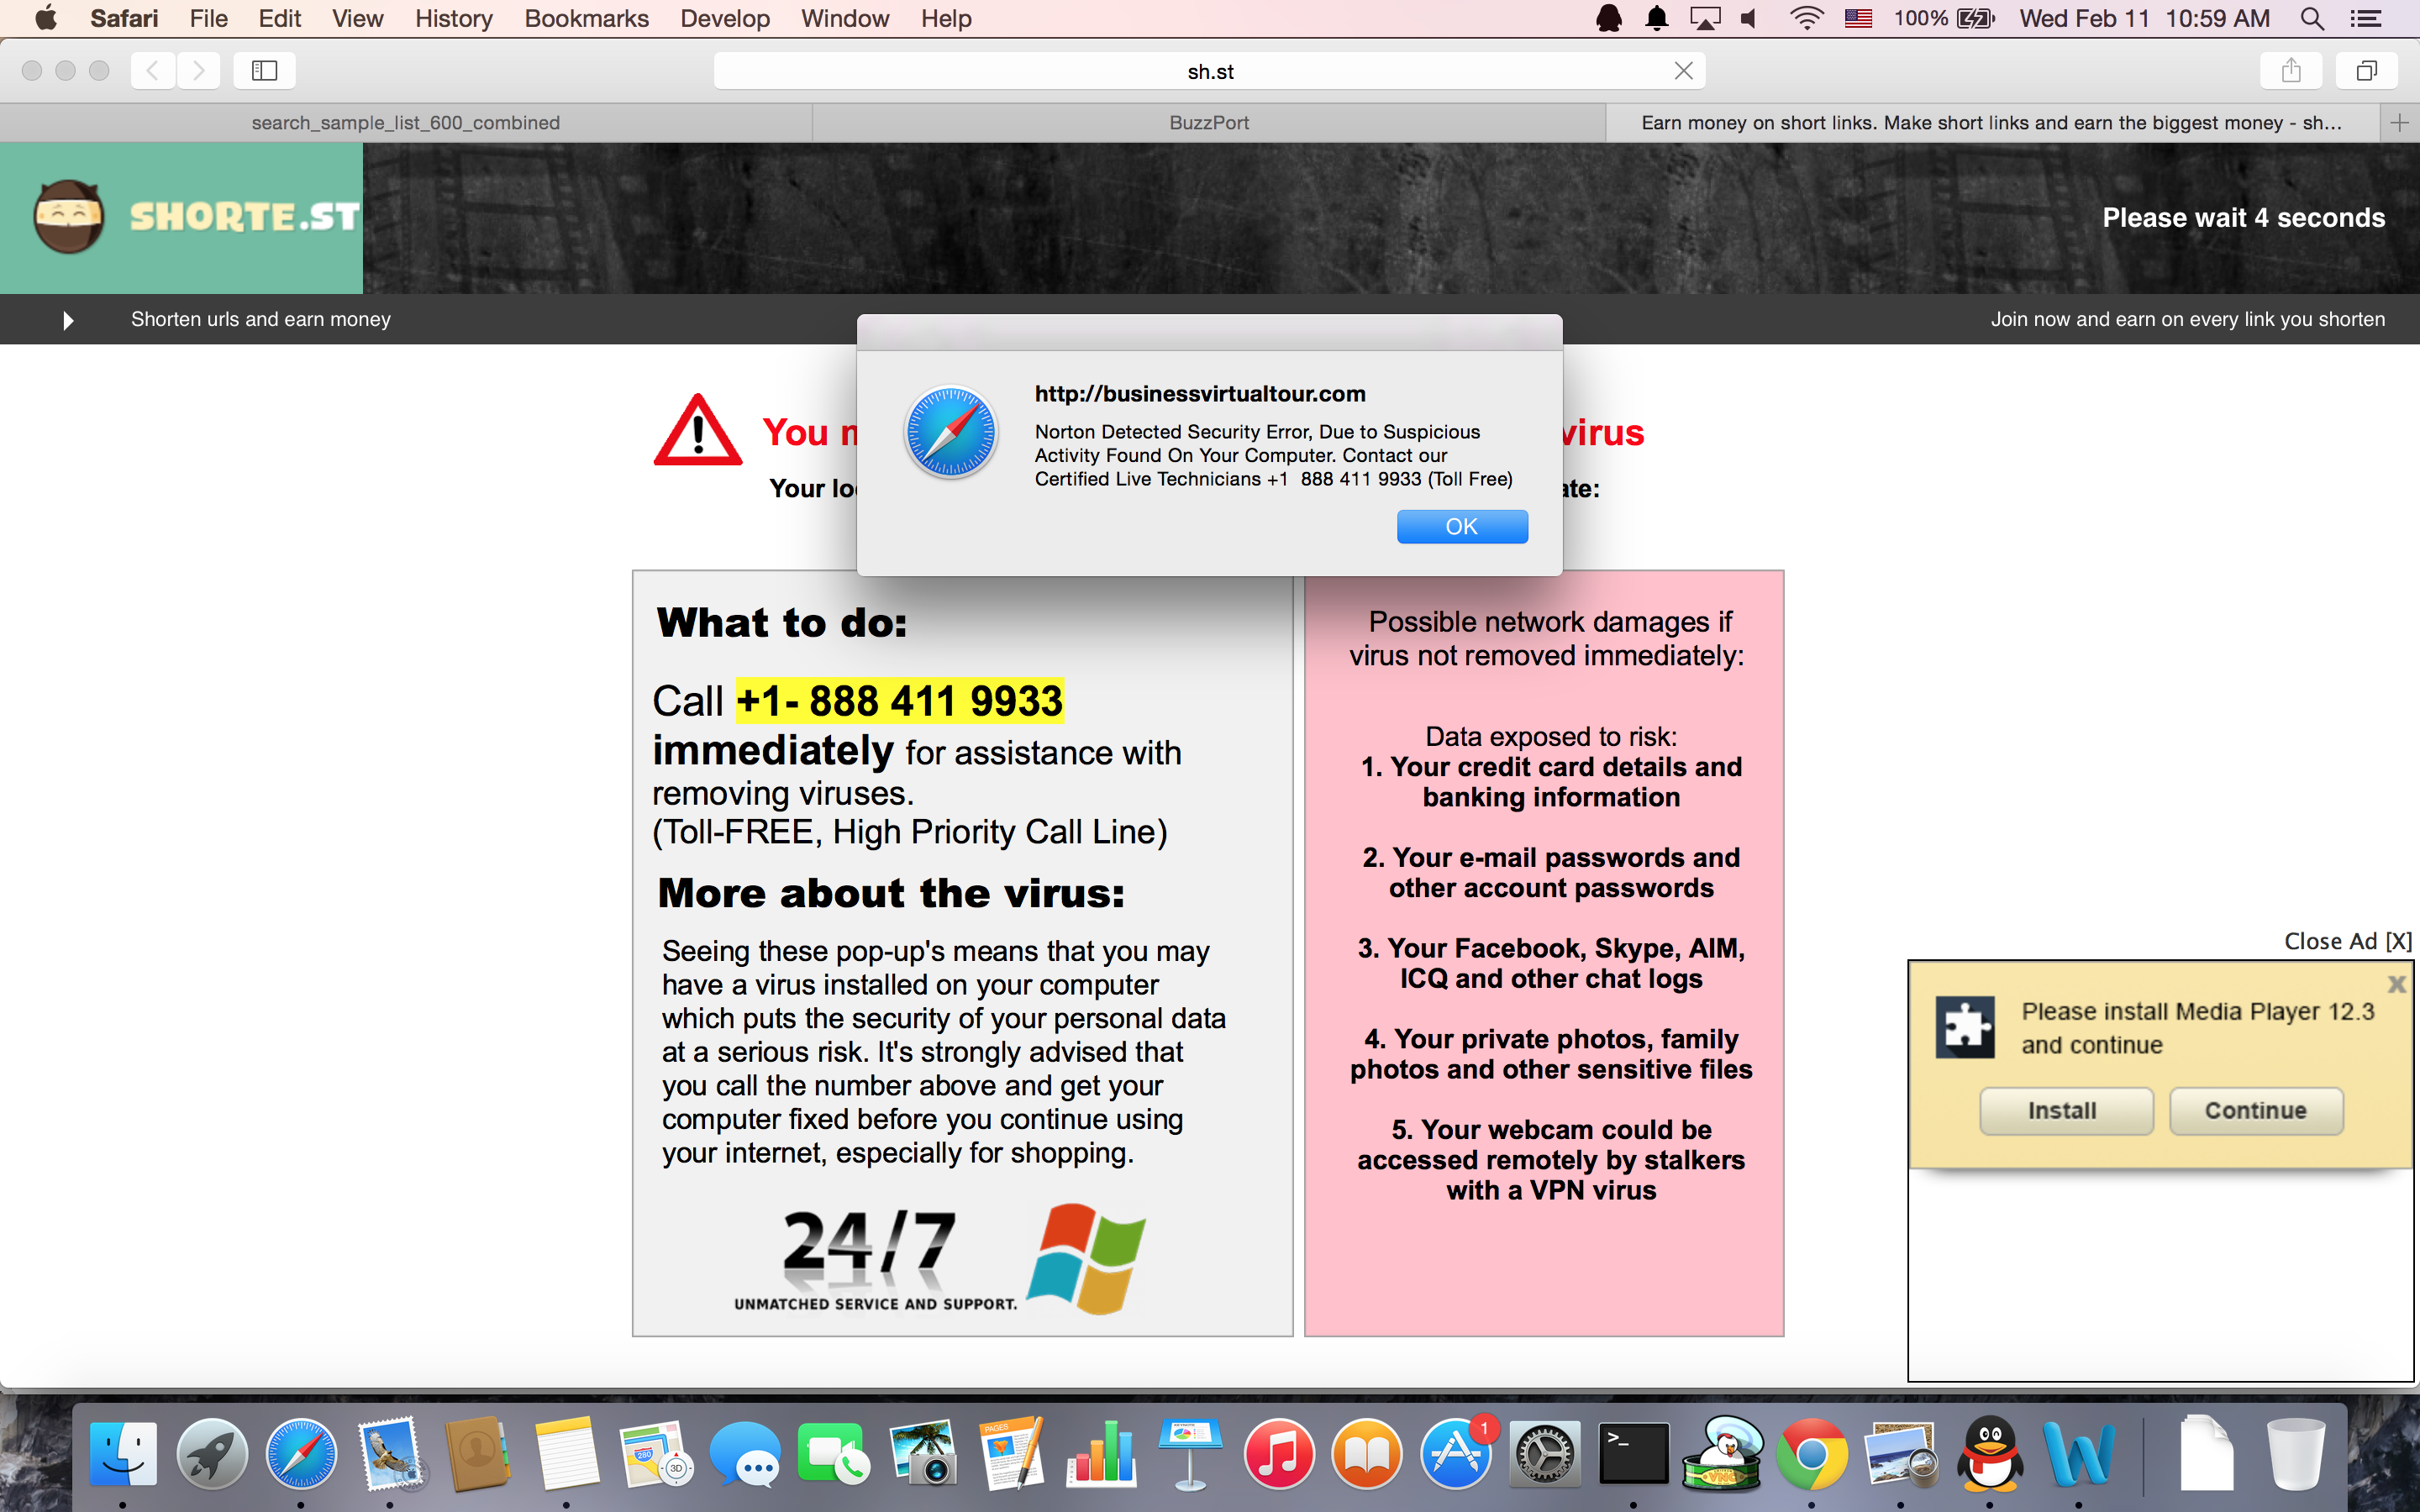 Safari File Edit View History Bookmarks Develop Window Help 100% Wed Feb 11 10:59 AM
sh.st
search_sample_list_600_combined
BuzzPort
Earn money on short links. Make short links and earn the biggest money - sh...
SHORTE.ST
Please wait 4 seconds
Shorten urls and earn money
Join now and earn on every link you shorten
http://businessvirtualtour.com
Norton Detected Security Error, Due to Suspicious
Activity Found On Your Computer. Contact our
Certified Live Technicians +1 888 411 9933 (Toll Free)
OK
You virus
Your
What to do:
Call +1- 888 411 9933
immediately for assistance with
removing viruses.
(Toll-FREE, High Priority Call Line)
More about the virus:
Seeing these pop-up's means that you may
have a virus installed on your computer
which puts the security of your personal data
at a serious risk. It's strongly advised that
you call the number above and get your
computer fixed before you continue using
your internet, especially for shopping.
24/7
UNMATCHED SERVICE AND SUPPORT.
Possible network damages if
virus not removed immediately:
Data exposed to risk:
1. Your credit card details and
banking information
2. Your e-mail passwords and
other account passwords
3. Your Facebook, Skype, AIM,
ICQ and other chat logs
4. Your private photos, family
photos and other sensitive files
5. Your webcam could be
accessed remotely by stalkers
with a VPN virus
Close Ad [X]
x
Please install Media Player 12.3
and continue
Install
Continue
PAGES
3D
1
>_
VNC
W